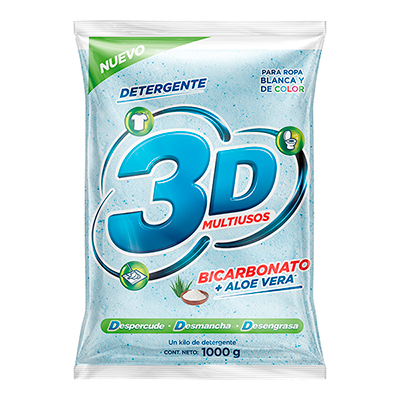 NUEVO
DETERGENTE
PARA ROPA
BLANCA Y
DE COLOR
3D
MULTIUSOS
BICARBONATO
+ ALOE VERA
Despercude · Desmancha · Desengrasa
Un kilo de detergente
CONT. NETO: 1000 g